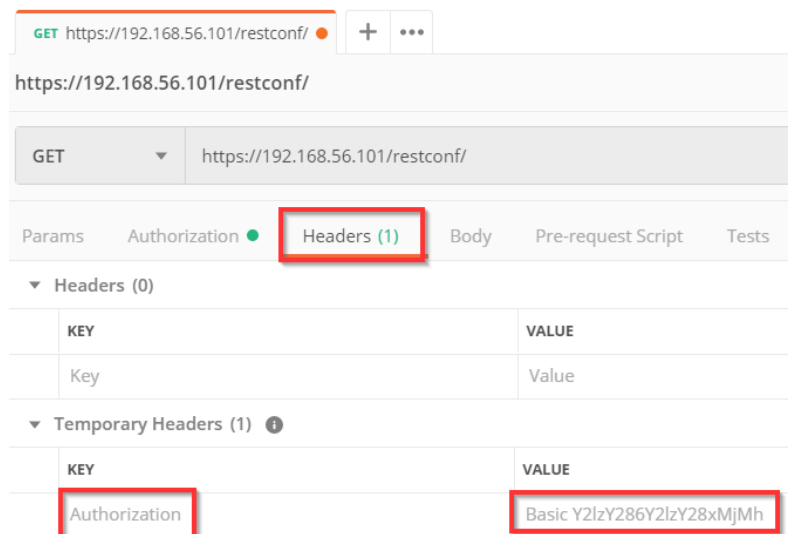 GET https://192.168.56.101/restconf/
https://192.168.56.101/restconf/
GET https://192.168.56.101/restconf/
Params Authorization Headers (1) Body Pre-request Script Tests
Headers (0)
KEY VALUE
Key Value
Temporary Headers (1)
KEY VALUE
Authorization Basic Y2lzY286Y2lzY28xMjMh